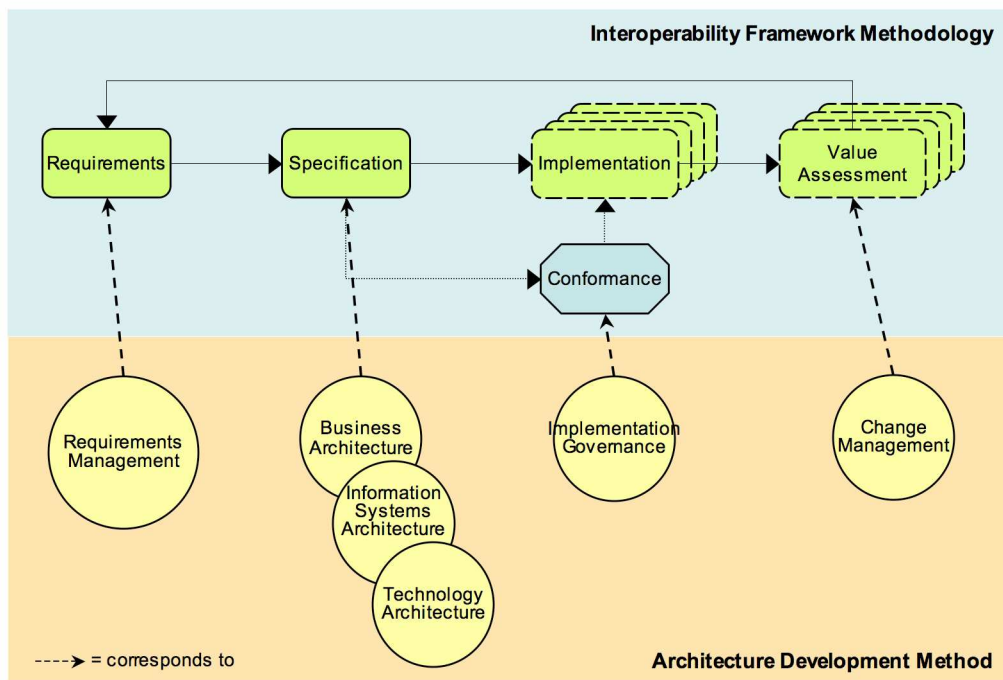 Interoperability Framework Methodology
Requirements
Specification
Implementation
Value
Assessment
Conformance
Requirements
Management
Business
Architecture
Information
Systems
Architecture
Technology
Architecture
Implementation
Governance
Change
Management
= corresponds to
Architecture Development Method